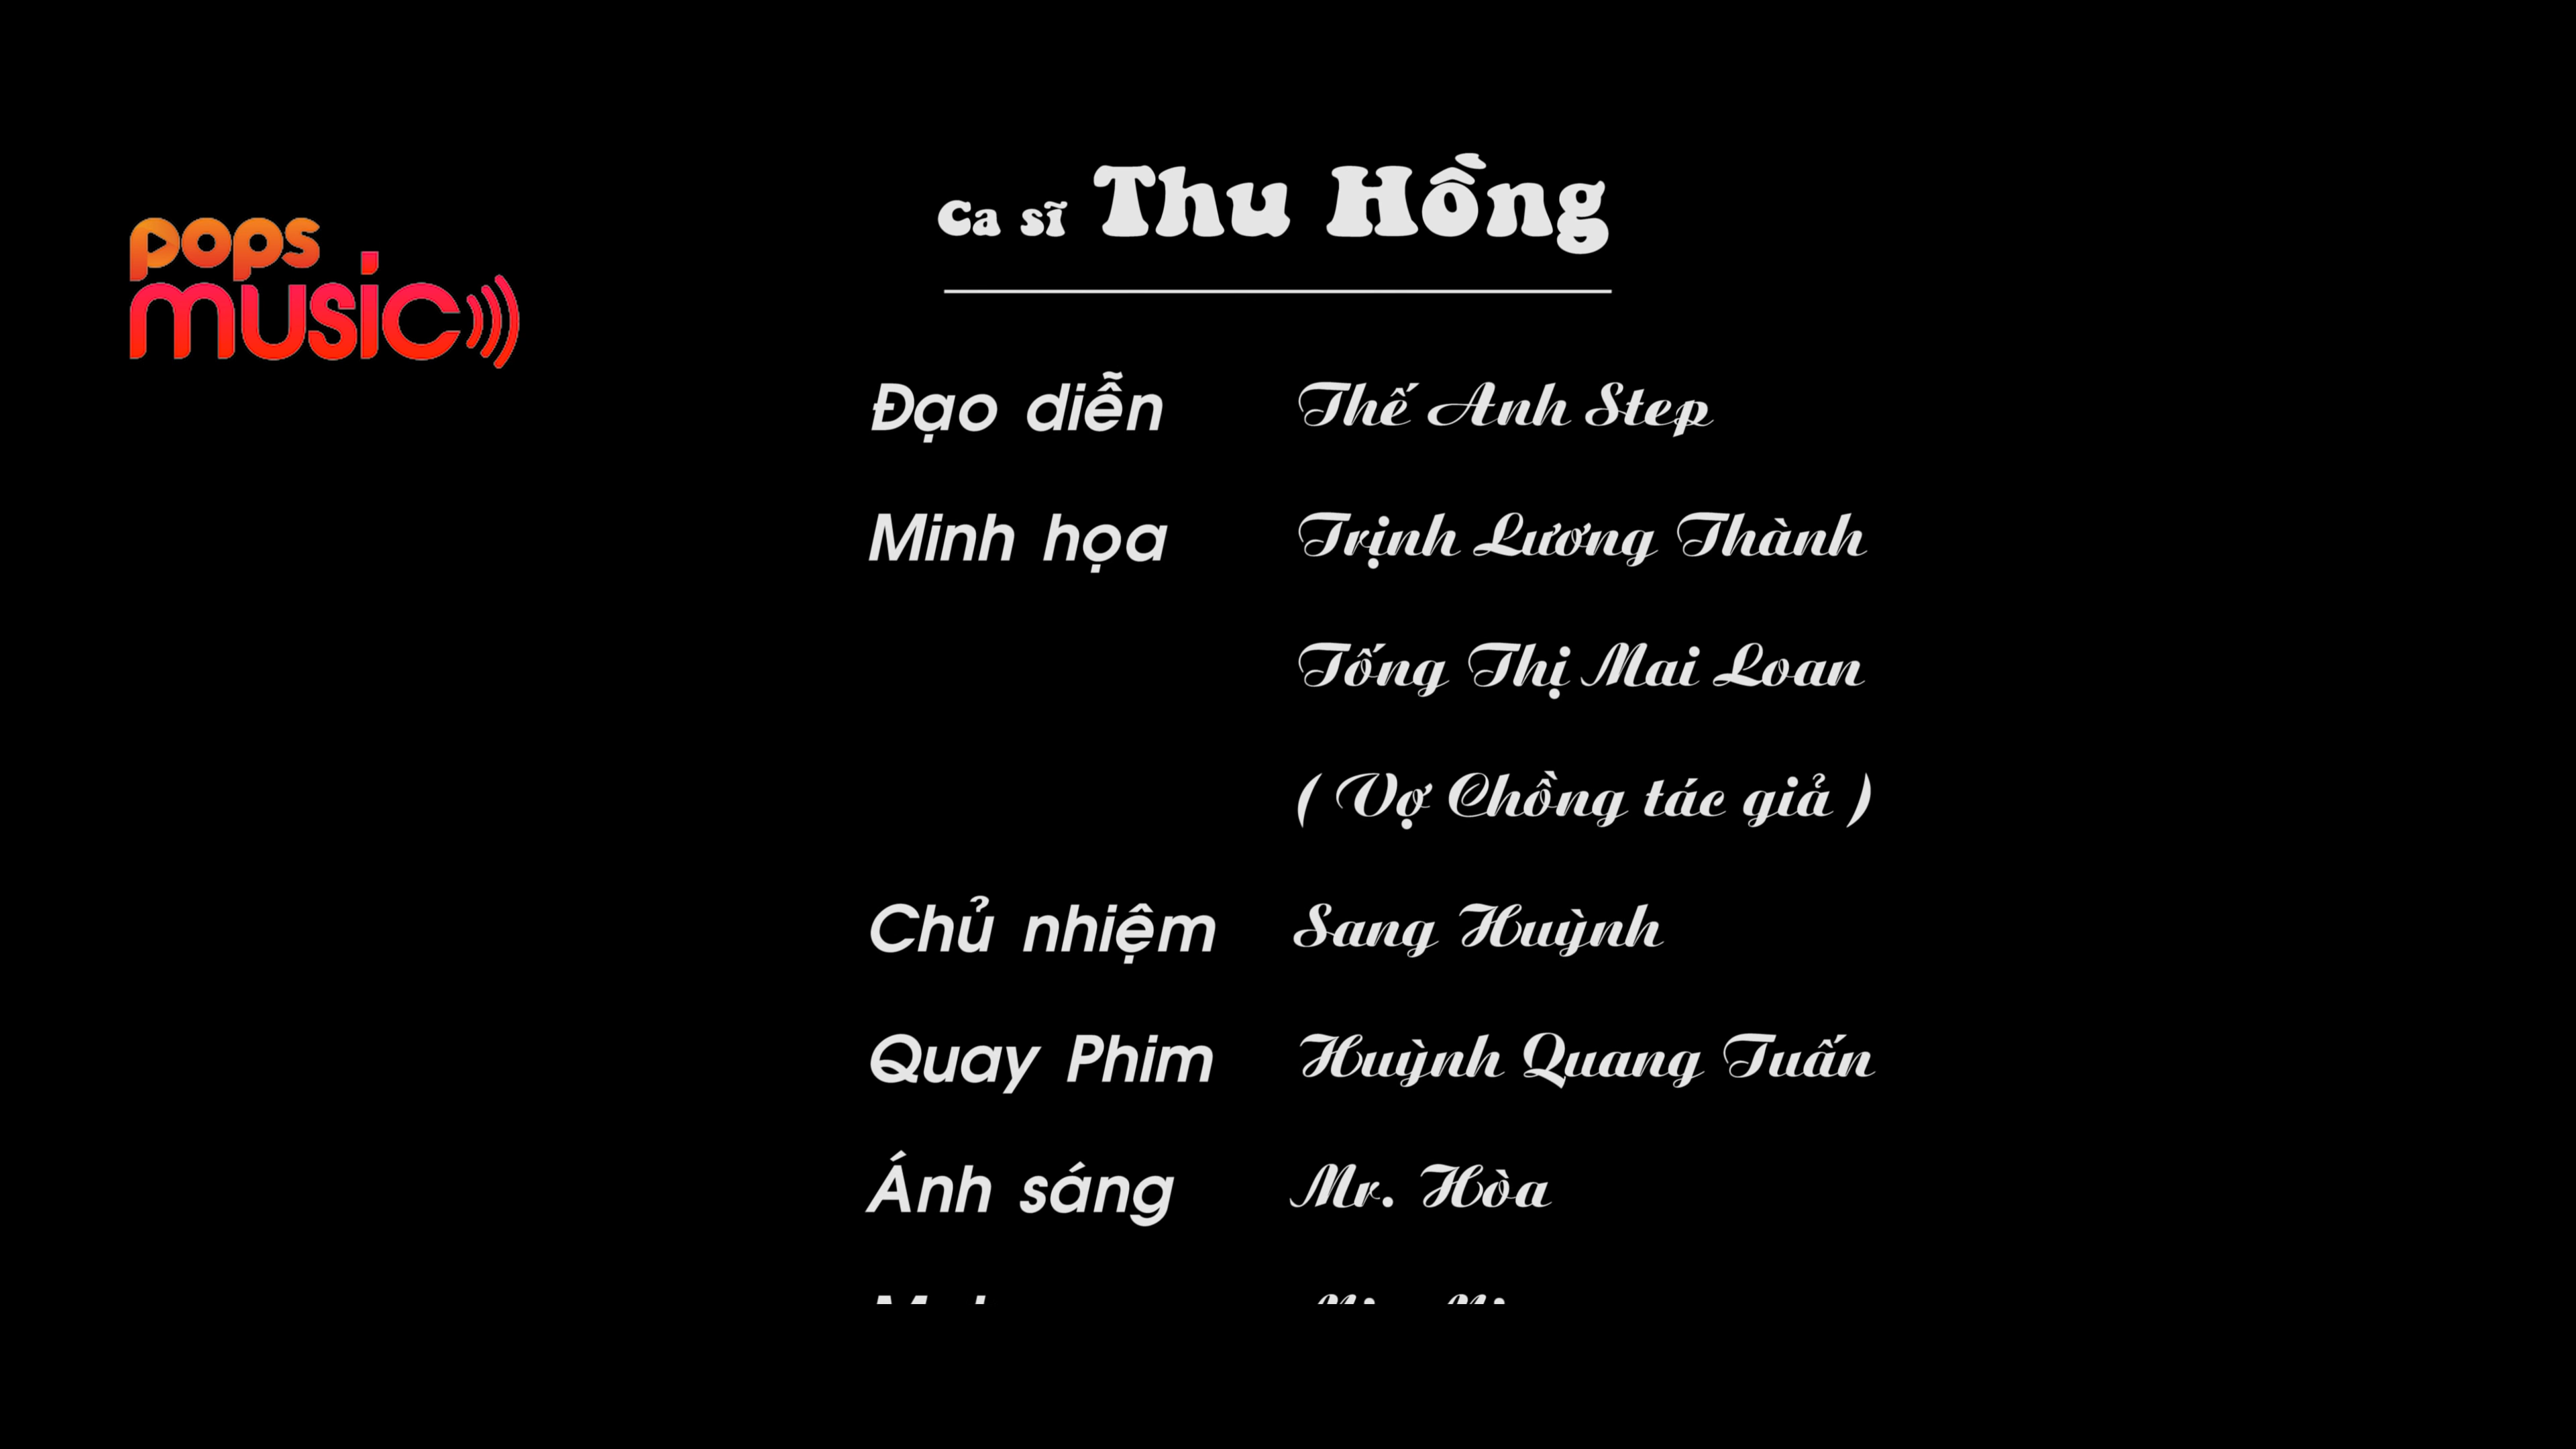 Ca sĩ Thu Hồng
pops
music
Đạo diễn Thế Anh Step
Minh họa Trịnh Lương Thành
Tống Thị Mai Loan
( Vợ Chồng tác giả )
Chủ nhiệm Sang Huỳnh
Quay Phim Huỳnh Quang Tuấn
Ánh sáng Mr. Hòa